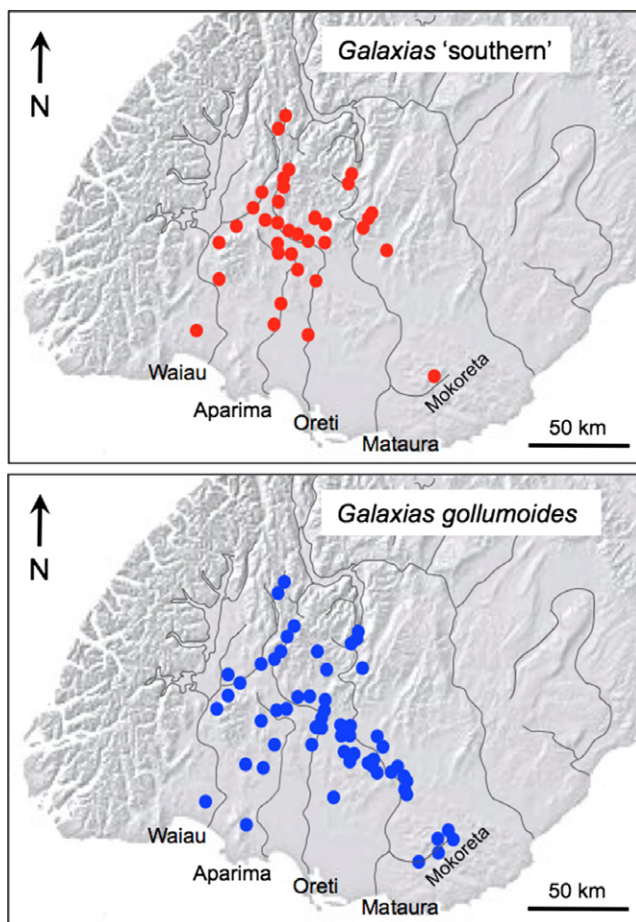 Galaxias ‘southern’
N
Waiau
Aparima
Oreti
Mataura
Mokoreta
50 km
Galaxias gollumoides
N
Waiau
Aparima
Oreti
Mataura
Mokoreta
50 km